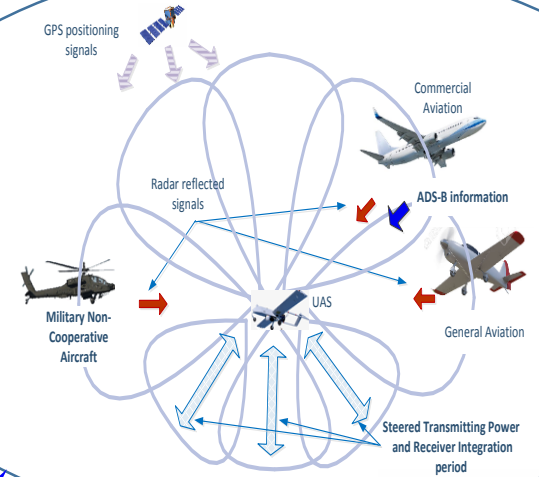 GPS positioning
signals
Commercial
Aviation
Radar reflected
signals
ADS-B information
UAS
Military Non-
Cooperative
Aircraft
General Aviation
Steered Transmitting Power
and Receiver Integration
period